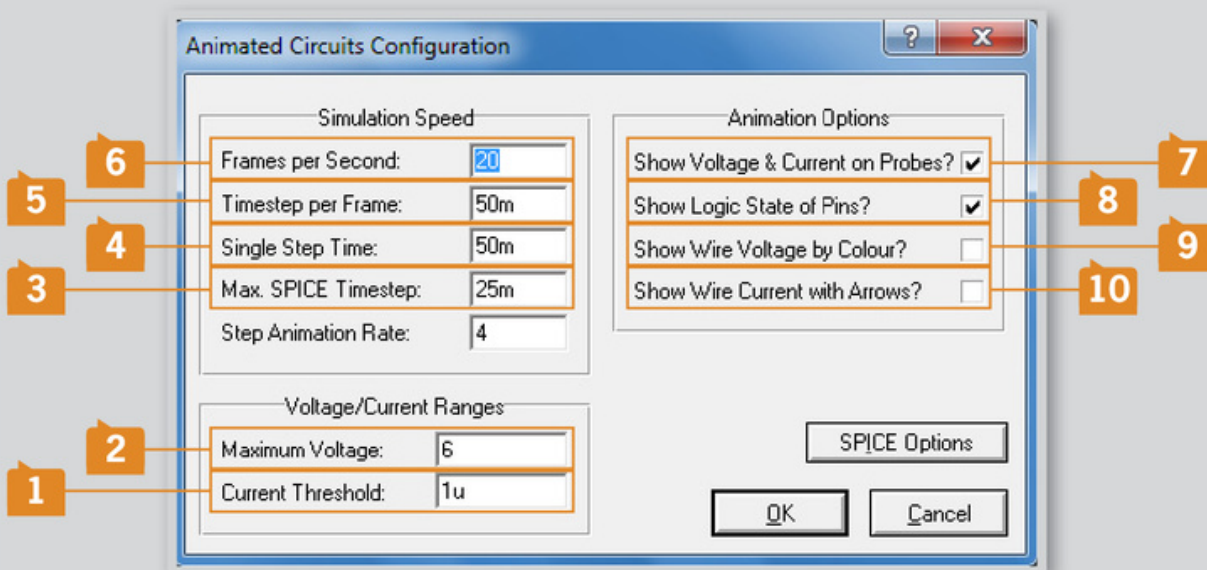 Animated Circuits Configuration
?
x
Simulation Speed
6
Frames per Second: 20
5
Timestep per Frame: 50m
4
Single Step Time: 50m
3
Max. SPICE Timestep: 25m
Step Animation Rate: 4
Voltage/Current Ranges
2
Maximum Voltage: 6
1
Current Threshold: 1u
Animation Options
Show Voltage & Current on Probes?
7
Show Logic State of Pins?
8
Show Wire Voltage by Colour?
9
Show Wire Current with Arrows?
10
SPICE Options
OK
Cancel